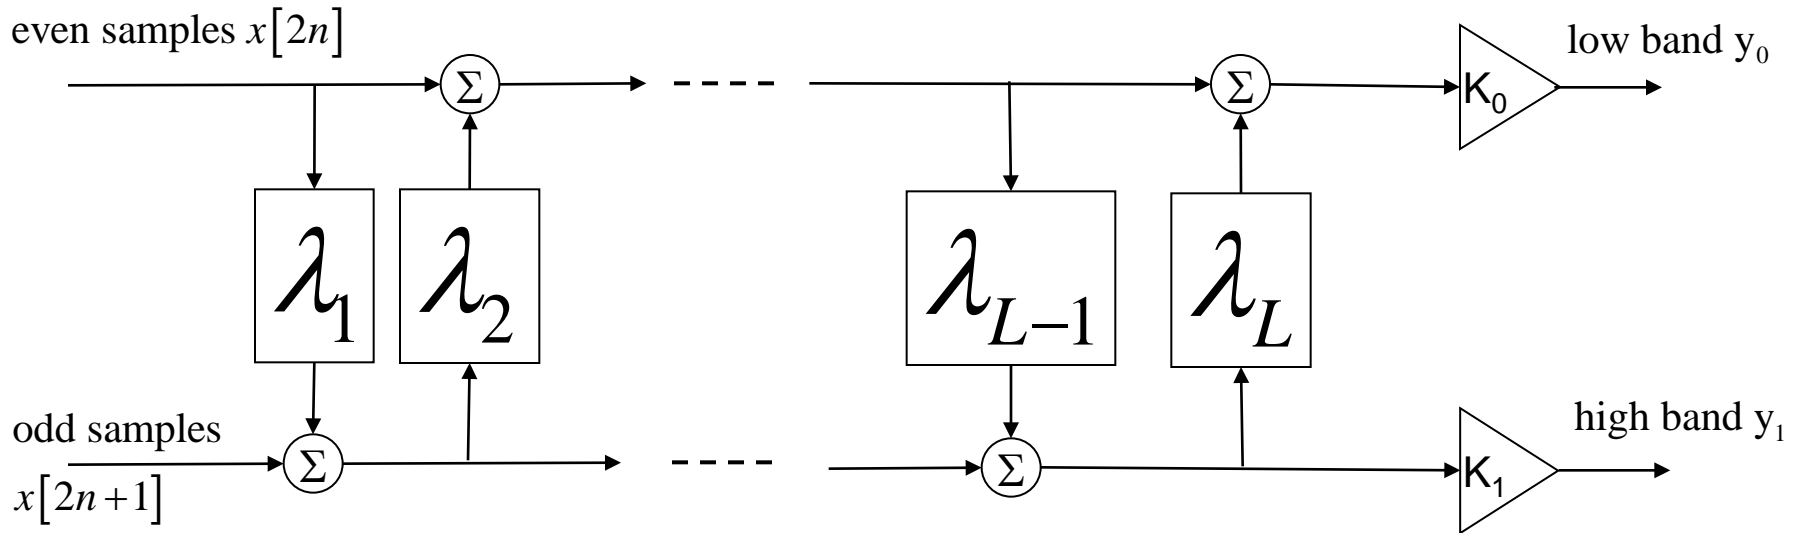 even samples x[2n]
low band y₀
Σ
Σ
K₀
λ₁
λ₂
λ_{L−1}
λ_L
odd samples
x[2n+1]
Σ
Σ
K₁
high band y₁